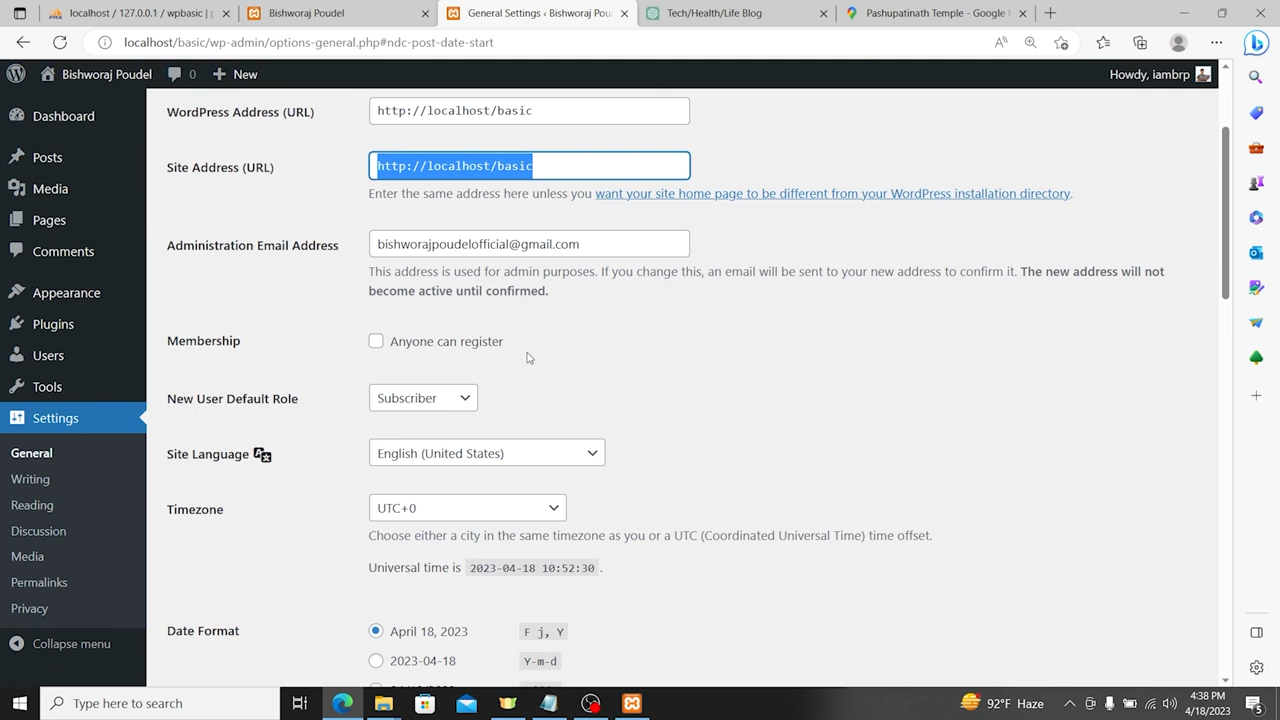 localhost / 127.0.0.1 / wpbasic | p
Bishworaj Poudel
General Settings ‹ Bishworaj Pou
Tech/Health/Life Blog
Pashupatinath Temple - Google M
localhost/basic/wp-admin/options-general.php#ndc-post-date-start
Bishworaj Poudel
0
New
Howdy, iambrp
Dashboard
Posts
Media
Pages
Comments
Appearance
Plugins
Users
Tools
Settings
General
Writing
Reading
Discussion
Media
Permalinks
Privacy
Collapse menu
WordPress Address (URL)
http://localhost/basic
Site Address (URL)
http://localhost/basic
Enter the same address here unless you want your site home page to be different from your WordPress installation directory.
Administration Email Address
bishworajpoudelofficial@gmail.com
This address is used for admin purposes. If you change this, an email will be sent to your new address to confirm it. The new address will not
become active until confirmed.
Membership
Anyone can register
New User Default Role
Subscriber
Site Language
English (United States)
Timezone
UTC+0
Choose either a city in the same timezone as you or a UTC (Coordinated Universal Time) time offset.
Universal time is 2023-04-18 10:52:30 .
Date Format
April 18, 2023 F j, Y
2023-04-18 Y-m-d
Type here to search
92°F Haze
4:38 PM
4/18/2023
5